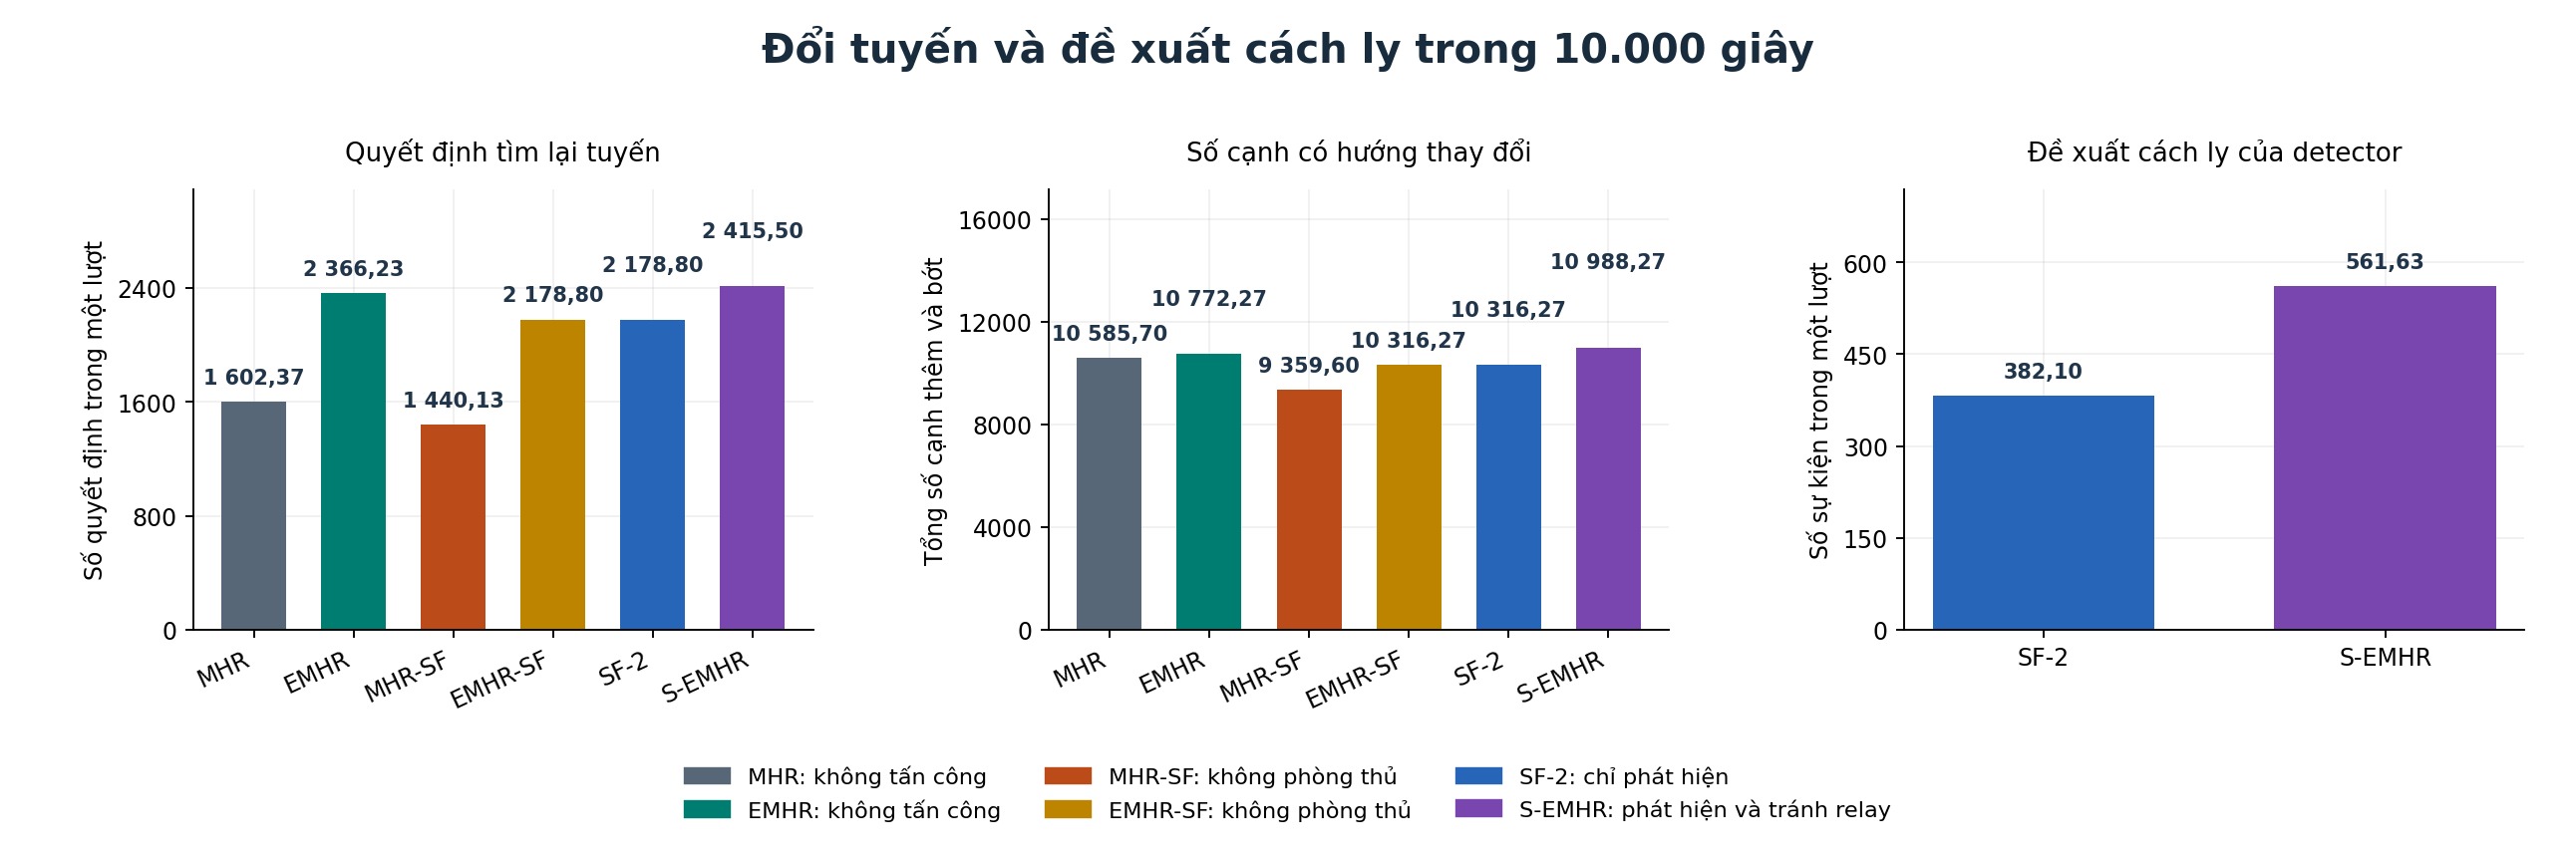 Đổi tuyến và đề xuất cách ly trong 10.000 giây
Quyết định tìm lại tuyến
Số quyết định trong một lượt
2400
1600
800
0
1 602,37
2 366,23
1 440,13
2 178,80
2 178,80
2 415,50
MHR
EMHR
MHR-SF
EMHR-SF
SF-2
S-EMHR
Số cạnh có hướng thay đổi
Tổng số cạnh thêm và bớt
16000
12000
8000
4000
0
10 585,70
10 772,27
9 359,60
10 316,27
10 316,27
10 988,27
MHR
EMHR
MHR-SF
EMHR-SF
SF-2
S-EMHR
Đề xuất cách ly của detector
Số sự kiện trong một lượt
600
450
300
150
0
382,10
561,63
SF-2
S-EMHR
MHR: không tấn công
EMHR: không tấn công
MHR-SF: không phòng thủ
EMHR-SF: không phòng thủ
SF-2: chỉ phát hiện
S-EMHR: phát hiện và tránh relay